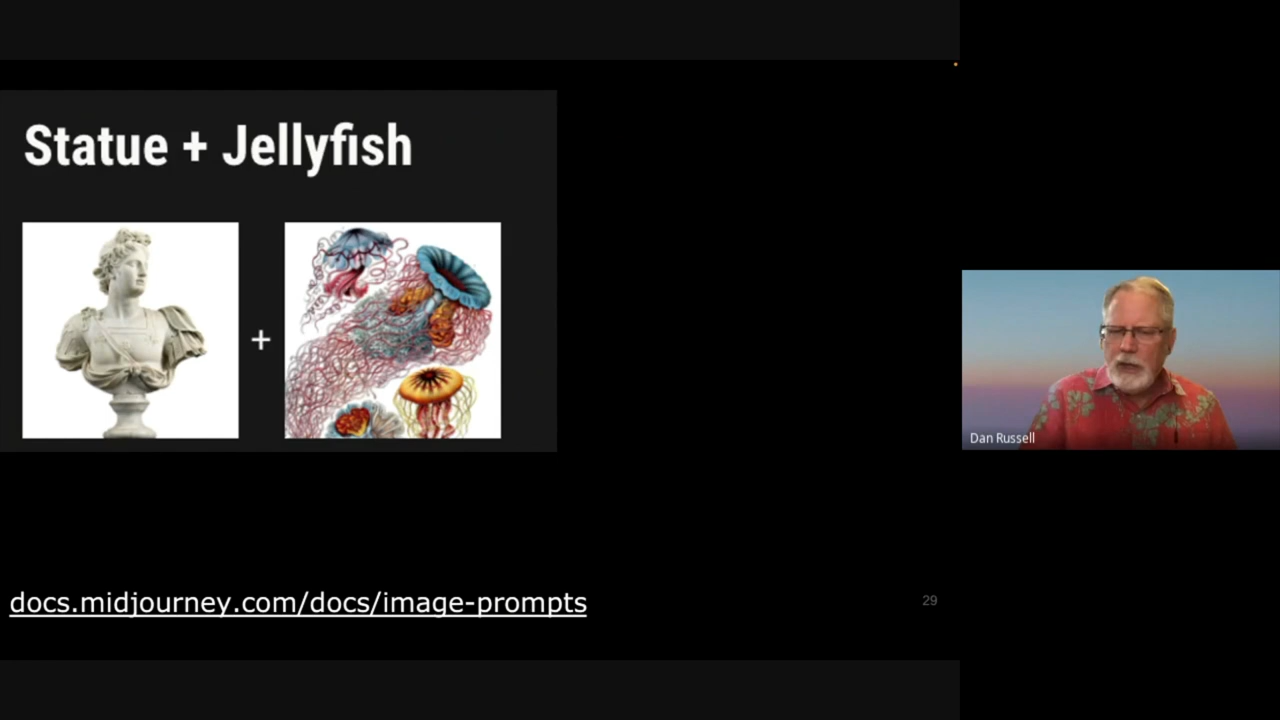 Statue + Jellyfish
+
docs.midjourney.com/docs/image-prompts
29
Dan Russell